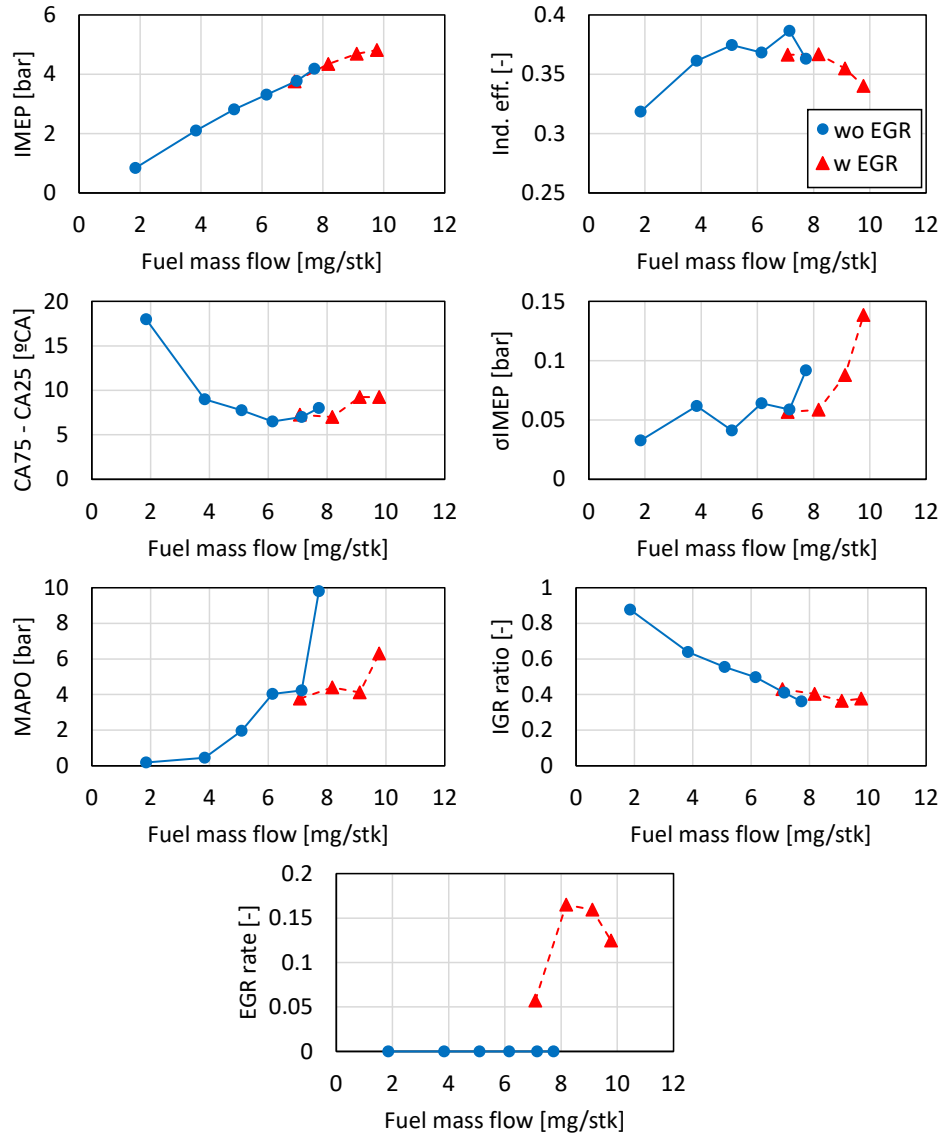 6
4
2
0
IMEP [bar]
0 2 4 6 8 10 12
Fuel mass flow [mg/stk]
0.4
0.35
0.3
0.25
Ind. eff. [-]
wo EGR
w EGR
0 2 4 6 8 10 12
Fuel mass flow [mg/stk]
20
15
10
5
0
CA75 - CA25 [ºCA]
0 2 4 6 8 10 12
Fuel mass flow [mg/stk]
0.15
0.1
0.05
0
σIMEP [bar]
0 2 4 6 8 10 12
Fuel mass flow [mg/stk]
10
8
6
4
2
0
MAPO [bar]
0 2 4 6 8 10 12
Fuel mass flow [mg/stk]
1
0.8
0.6
0.4
0.2
0
IGR ratio [-]
0 2 4 6 8 10 12
Fuel mass flow [mg/stk]
0.2
0.15
0.1
0.05
0
EGR rate [-]
0 2 4 6 8 10 12
Fuel mass flow [mg/stk]